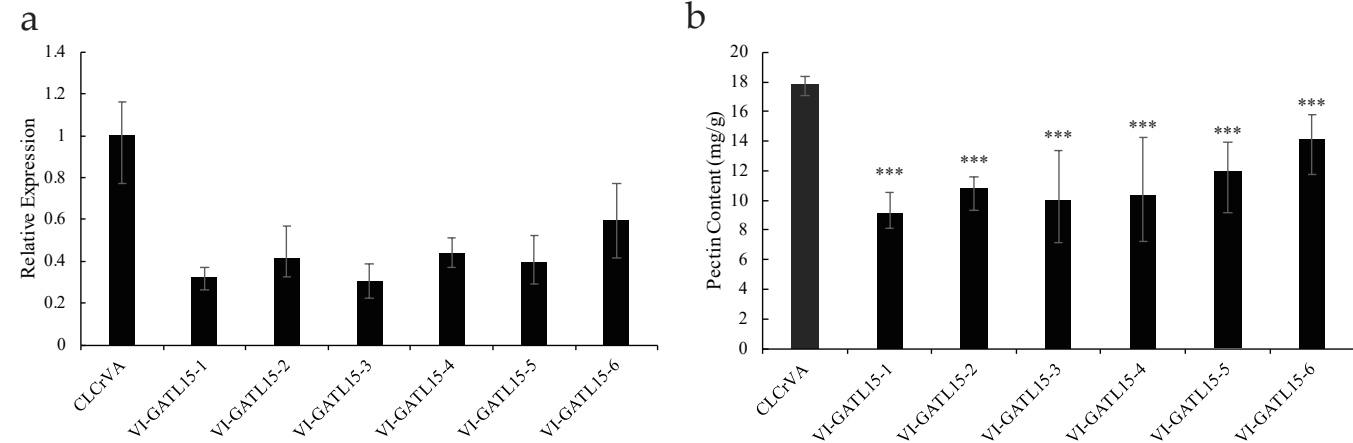 a
Relative Expression
1.4
1.2
1
0.8
0.6
0.4
0.2
0
CLCrVA
VI-GATL15-1
VI-GATL15-2
VI-GATL15-3
VI-GATL15-4
VI-GATL15-5
VI-GATL15-6
b
Pectin Content (mg/g)
20
18
16
14
12
10
8
6
4
2
0
***
***
***
***
***
***
CLCrVA
VI-GATL15-1
VI-GATL15-2
VI-GATL15-3
VI-GATL15-4
VI-GATL15-5
VI-GATL15-6